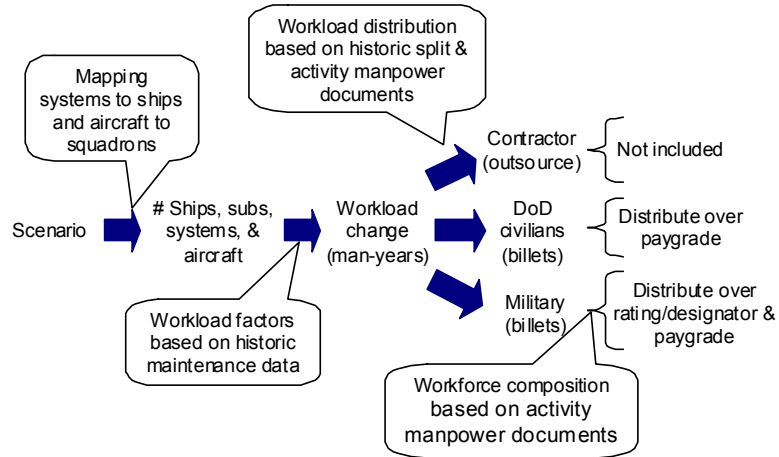 Workload distribution
based on historic split &
activity manpower
documents
Mapping
systems to ships
and aircraft to
squadrons
Contractor
(outsource)
Not included
Scenario
# Ships, subs,
systems, &
aircraft
Workload
change
(man-years)
DoD
civilians
(billets)
Distribute over
paygrade
Military
(billets)
Distribute over
rating/designator &
paygrade
Workload factors
based on historic
maintenance data
Workforce composition
based on activity
manpower documents